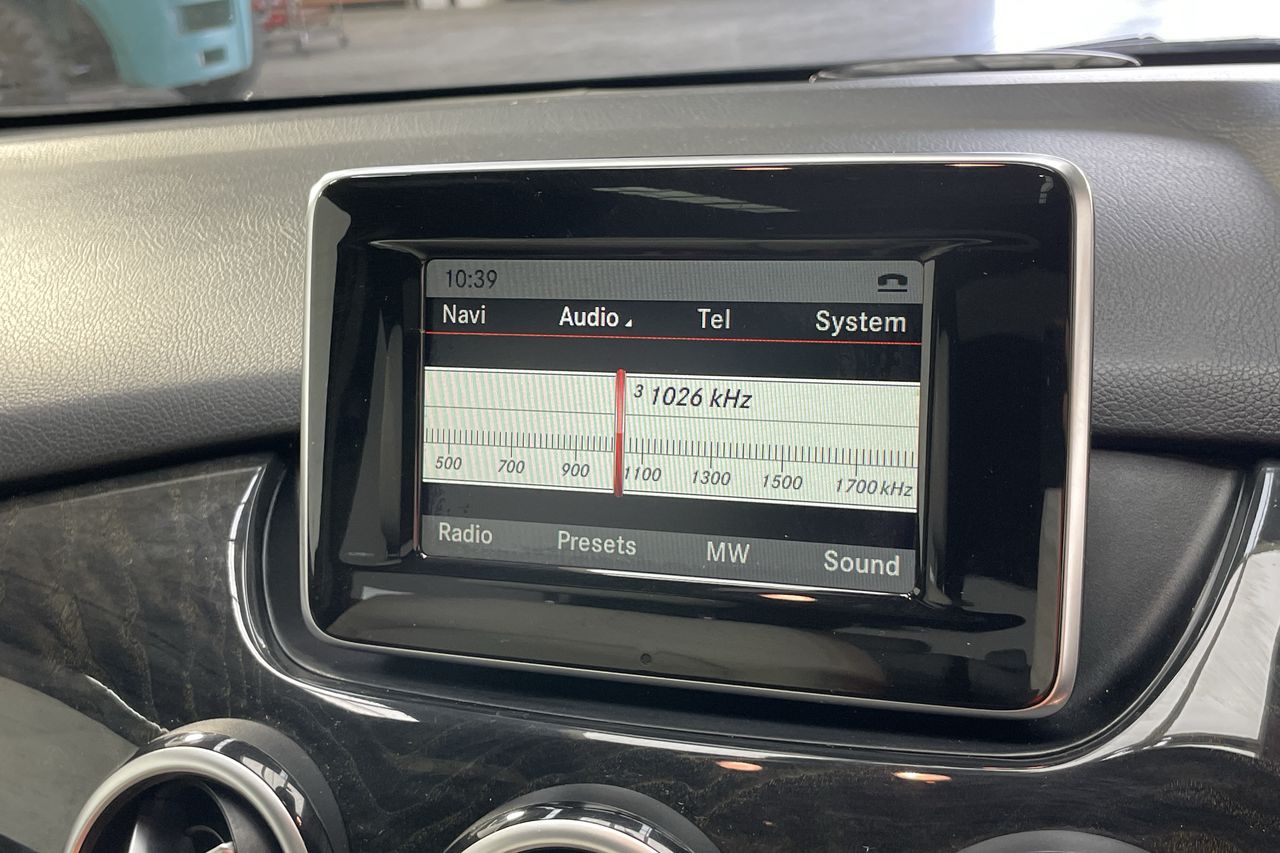 10:39
Navi Audio Tel System
3 1026 kHz
500 700 900 1100 1300 1500 1700 kHz
Radio Presets MW Sound